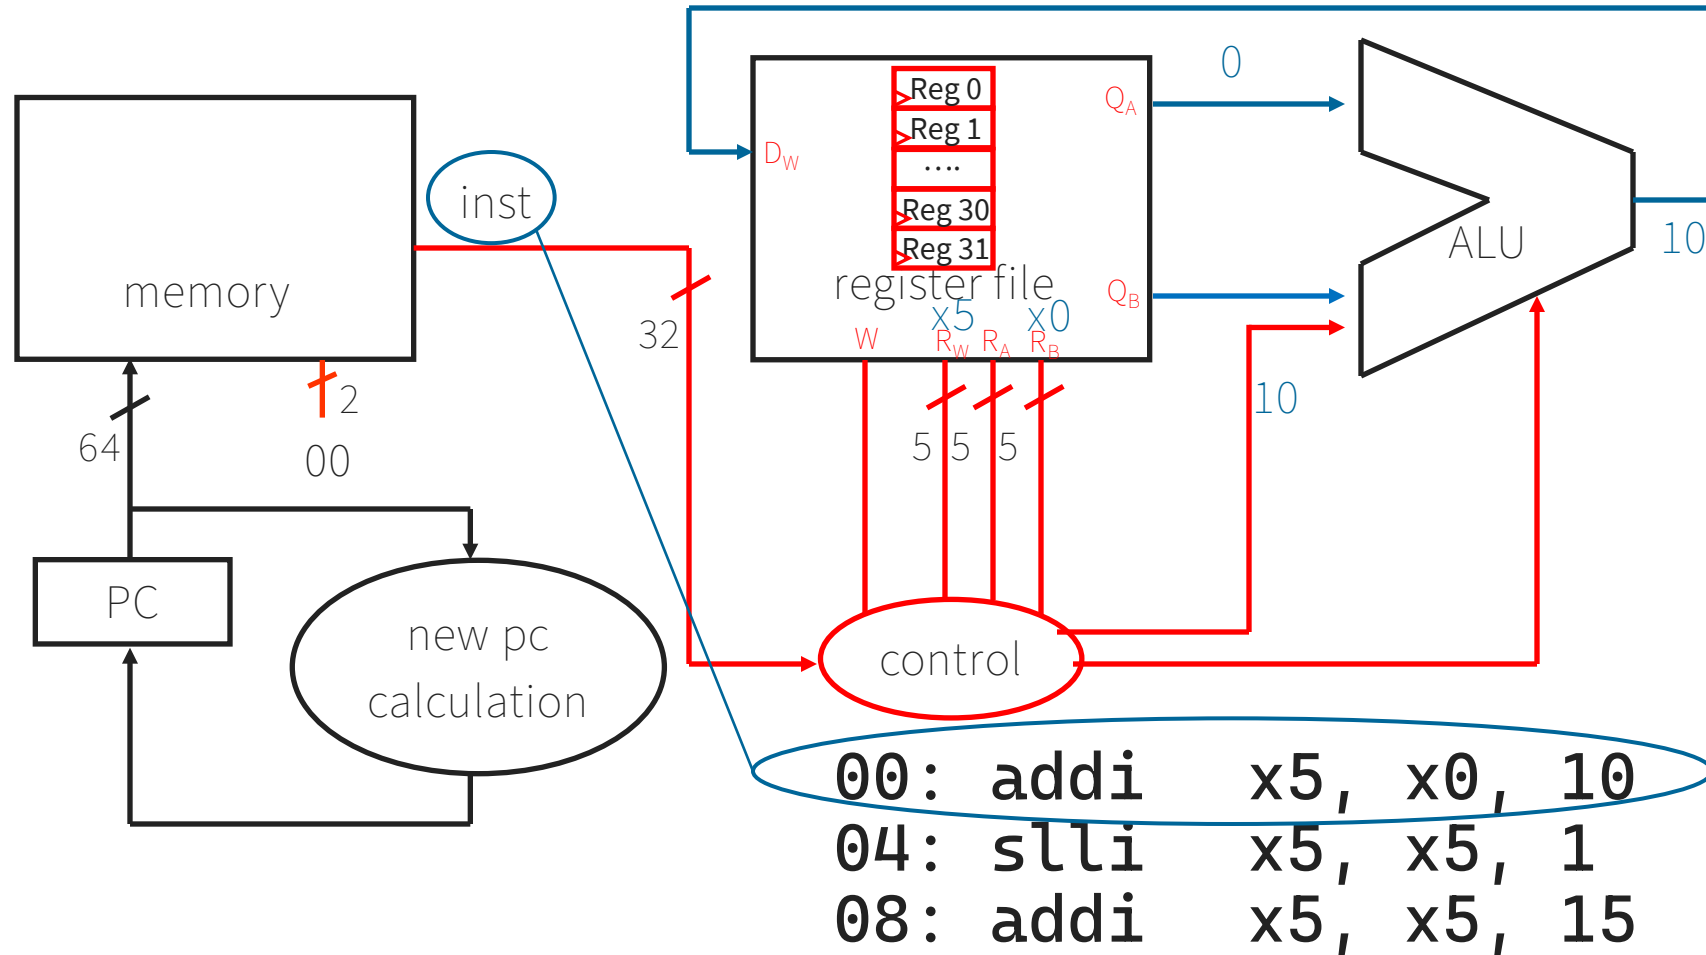 0
Reg 0
Reg 1
....
Reg 30
Reg 31
QA
DW
inst
10
ALU
memory
register file
QB
x5
x0
32
W
RW
RA
RB
2
10
64
00
5
5
5
PC
new pc
calculation
control
00: addi x5, x0, 10
04: slli x5, x5, 1
08: addi x5, x5, 15